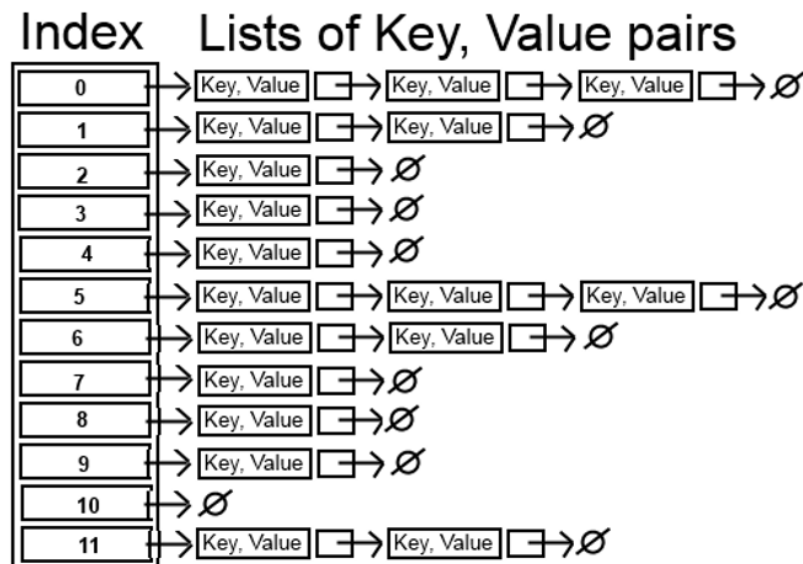 Index Lists of Key, Value pairs
0 Key, Value Key, Value Key, Value Ø
1 Key, Value Key, Value Ø
2 Key, Value Ø
3 Key, Value Ø
4 Key, Value Ø
5 Key, Value Key, Value Key, Value Ø
6 Key, Value Key, Value Ø
7 Key, Value Ø
8 Key, Value Ø
9 Key, Value Ø
10 Ø
11 Key, Value Key, Value Ø